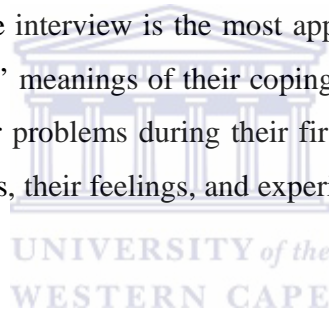 e interview is the most app
’ meanings of their coping
r problems during their fir
s, their feelings, and experi
UNIVERSITY of the
WESTERN CAPE